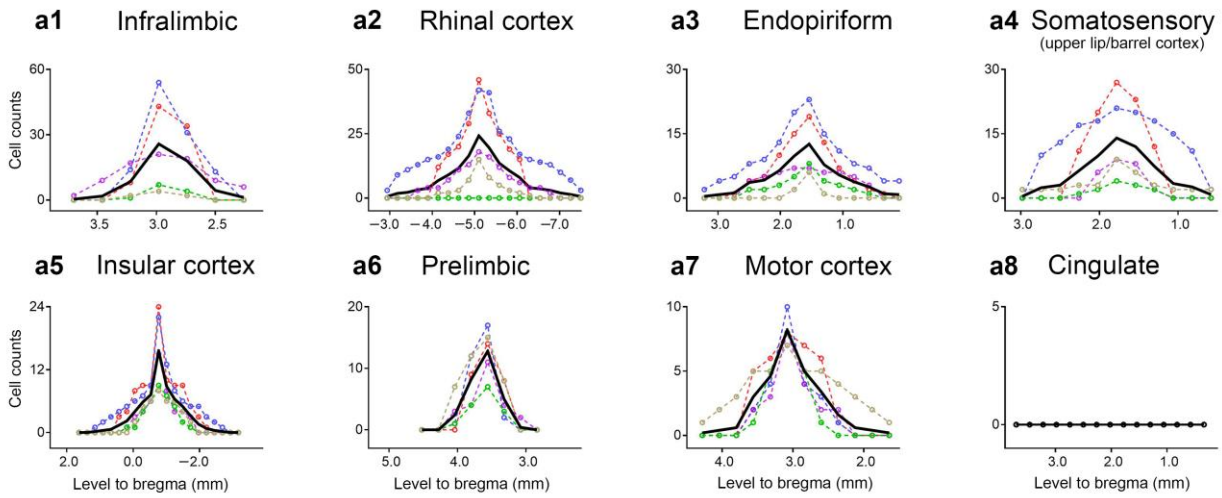 a1 Infralimbic
a2 Rhinal cortex
a3 Endopiriform
a4 Somatosensory
(upper lip/barrel cortex)
Cell counts
60
30
0
3.5 3.0 2.5
50
25
0
−3.0 −4.0 −5.0 −6.0 −7.0
30
15
0
3.0 2.0 1.0
30
15
0
3.0 2.0 1.0
a5 Insular cortex
a6 Prelimbic
a7 Motor cortex
a8 Cingulate
Cell counts
24
12
0
2.0 0.0 −2.0
Level to bregma (mm)
20
10
0
5.0 4.0 3.0
Level to bregma (mm)
10
5
0
4.0 3.0 2.0
Level to bregma (mm)
5
0
3.0 2.0 1.0
Level to bregma (mm)